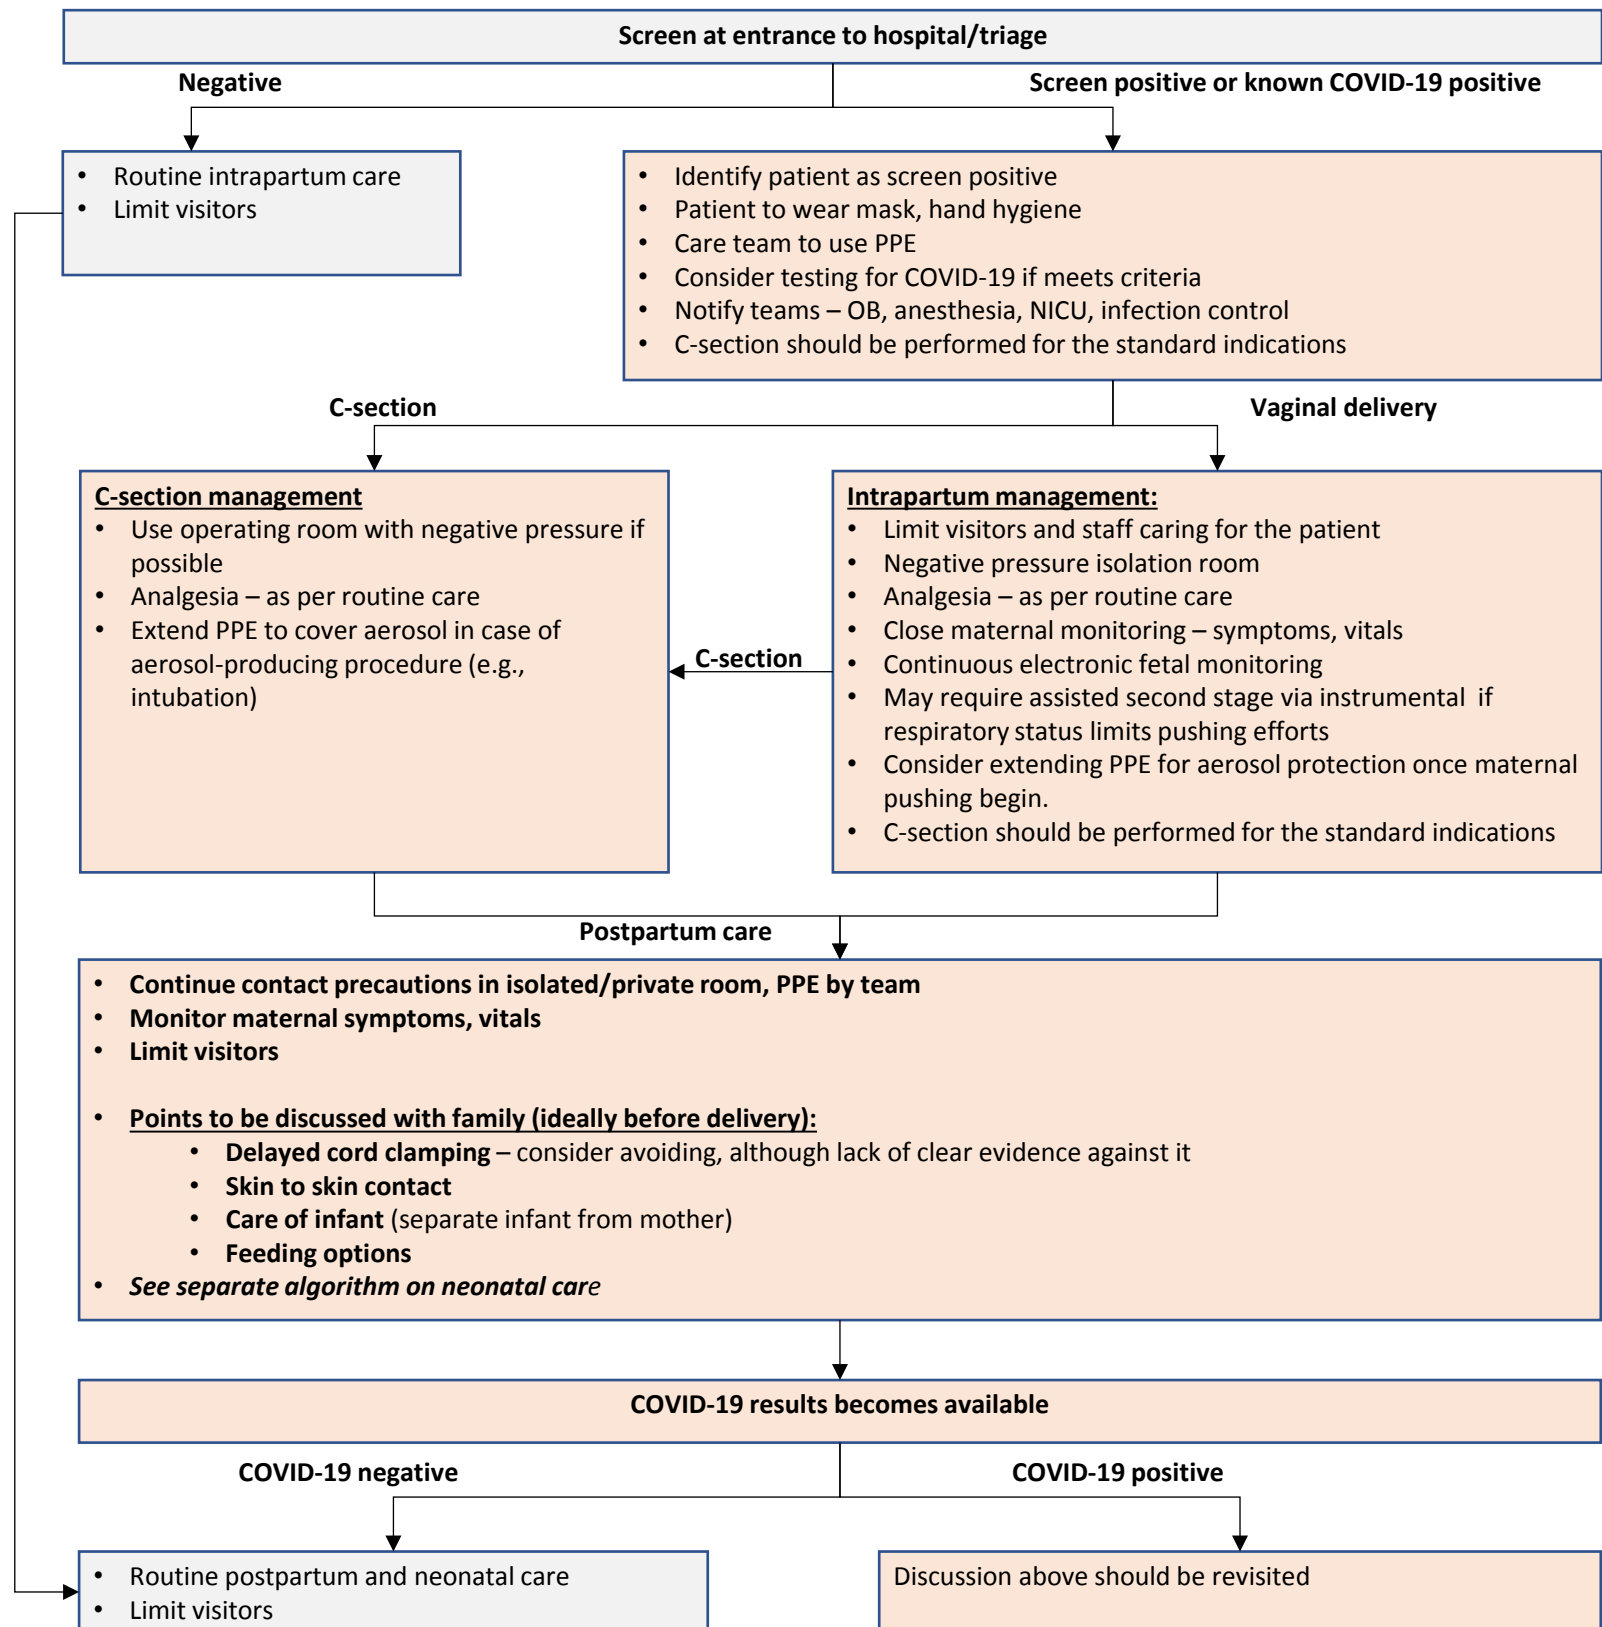 Screen at entrance to hospital/triage
Negative
Screen positive or known COVID-19 positive
• Routine intrapartum care
• Limit visitors
• Identify patient as screen positive
• Patient to wear mask, hand hygiene
• Care team to use PPE
• Consider testing for COVID-19 if meets criteria
• Notify teams – OB, anesthesia, NICU, infection control
• C-section should be performed for the standard indications
C-section
Vaginal delivery
C-section management
• Use operating room with negative pressure if
possible
• Analgesia – as per routine care
• Extend PPE to cover aerosol in case of
aerosol-producing procedure (e.g.,
intubation)
C-section
Intrapartum management:
• Limit visitors and staff caring for the patient
• Negative pressure isolation room
• Analgesia – as per routine care
• Close maternal monitoring – symptoms, vitals
• Continuous electronic fetal monitoring
• May require assisted second stage via instrumental if
respiratory status limits pushing efforts
• Consider extending PPE for aerosol protection once maternal
pushing begin.
• C-section should be performed for the standard indications
Postpartum care
• Continue contact precautions in isolated/private room, PPE by team
• Monitor maternal symptoms, vitals
• Limit visitors
• Points to be discussed with family (ideally before delivery):
• Delayed cord clamping – consider avoiding, although lack of clear evidence against it
• Skin to skin contact
• Care of infant (separate infant from mother)
• Feeding options
• See separate algorithm on neonatal care
COVID-19 results becomes available
COVID-19 negative
COVID-19 positive
• Routine postpartum and neonatal care
• Limit visitors
Discussion above should be revisited